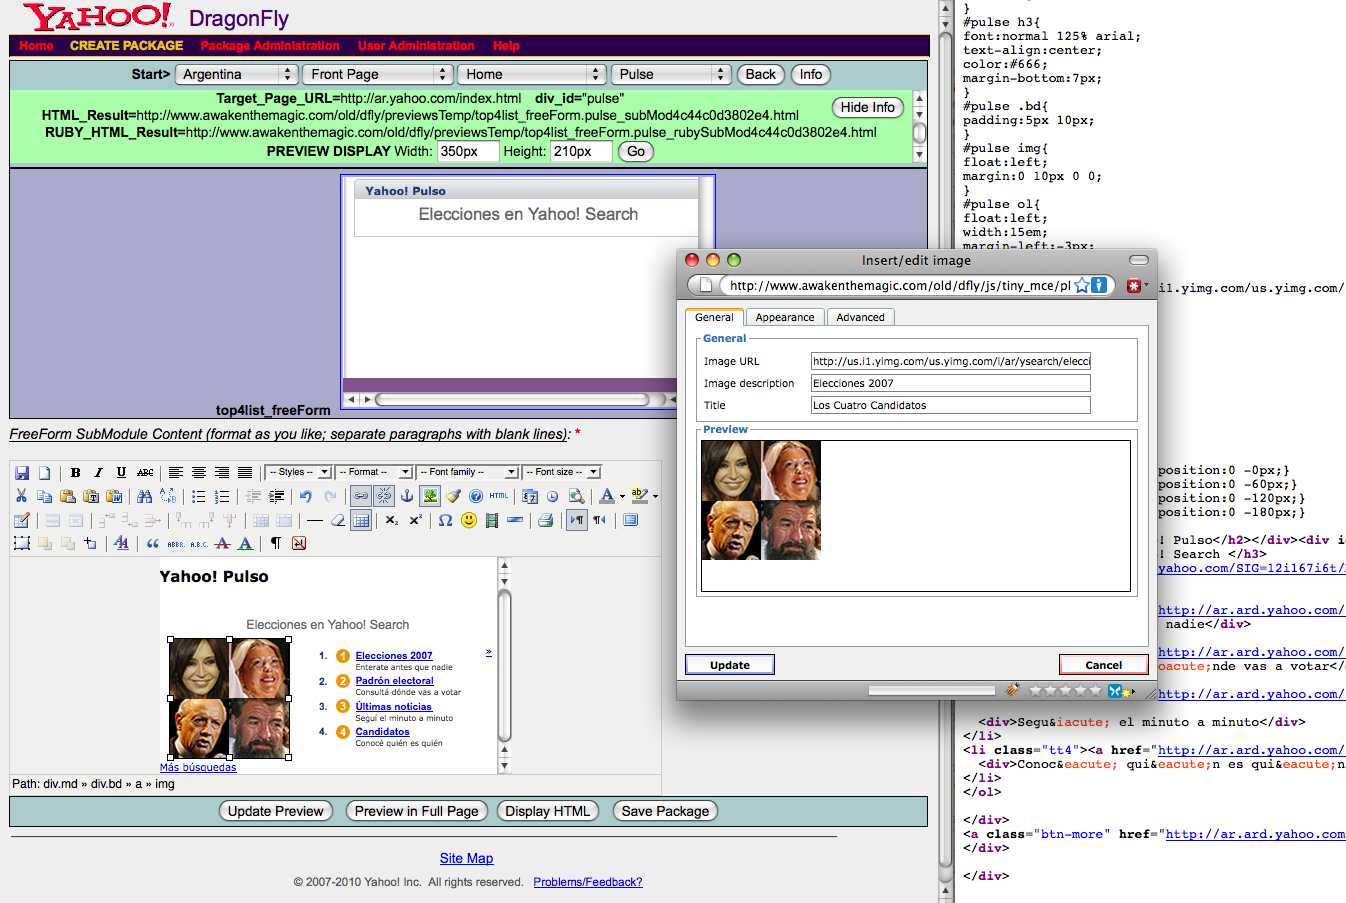 YAHOO! DragonFly
Home CREATE PACKAGE Package Administration User Administration Help
Start> Argentina Front Page Home Pulse Back Info
Target_Page_URL=http://ar.yahoo.com/index.html div_id="pulse"
Hide Info
HTML_Result=http://www.awakenthemagic.com/old/dfly/previewsTemp/top4list_freeForm.pulse_subMod4c44c0d3802e4.html
RUBY_HTML_Result=http://www.awakenthemagic.com/old/dfly/previewsTemp/top4list_freeForm.pulse_rubySubMod4c44c0d3802e4.html
PREVIEW DISPLAY Width: 350px Height: 210px Go
Yahoo! Pulso
Elecciones en Yahoo! Search
top4list_freeForm
FreeForm SubModule Content (format as you like; separate paragraphs with blank lines): *
B I U ABC -- Styles -- -- Format -- -- Font family -- -- Font size --
HTML
ABBR. A.B.C.
Yahoo! Pulso
Elecciones en Yahoo! Search
1. 1 Elecciones 2007 »
Enterate antes que nadie
2. 2 Padrón electoral
Consultá dónde vas a votar
3. 3 Últimas noticias
Seguí el minuto a minuto
4. 4 Candidatos
Conocé quién es quién
Más búsquedas
Path: div.md » div.bd » a » img
Update Preview Preview in Full Page Display HTML Save Package
Site Map
© 2007-2010 Yahoo! Inc. All rights reserved. Problems/Feedback?
Insert/edit image
http://www.awakenthemagic.com/old/dfly/js/tiny_mce/pl
General Appearance Advanced
General
Image URL http://us.i1.yimg.com/us.yimg.com/i/ar/ysearch/elecci
Image description Elecciones 2007
Title Los Cuatro Candidatos
Preview
Update Cancel
}
#pulse h3{
font:normal 125% arial;
text-align:center;
color:#666;
margin-bottom:7px;
}
#pulse .bd{
padding:5px 10px;
}
#pulse img{
float:left;
margin:0 10px 0 0;
}
#pulse ol{
float:left;
width:15em;
margin-left:-3px;
i1.yimg.com/us.yimg.com/
position:0 -0px;}
position:0 -60px;}
position:0 -120px;}
position:0 -180px;}
! Pulso</h2></div><div i
! Search </h3>
yahoo.com/SIG=12i167i6t/
http://ar.ard.yahoo.com/
nadie</div>
http://ar.ard.yahoo.com/
oacute;nde vas a votar</
http://ar.ard.yahoo.com/
<div>Segu&iacute; el minuto a minuto</div>
</li>
<li class="tt4"><a href="http://ar.ard.yahoo.com/
<div>Conoc&eacute; qui&eacute;n es qui&eacute;n
</li>
</ol>
</div>
<a class="btn-more" href="http://ar.ard.yahoo.com
</div>
</div>